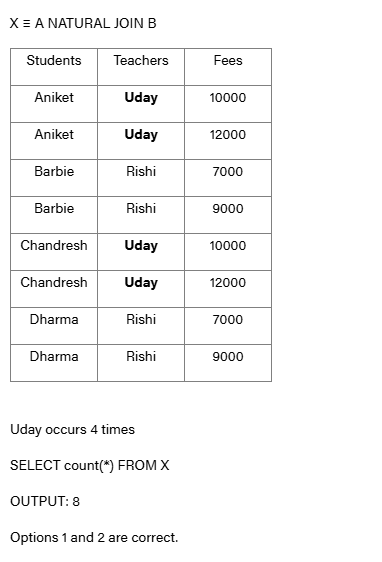 X ≡ A NATURAL JOIN B
Students Teachers Fees
Aniket Uday 10000
Aniket Uday 12000
Barbie Rishi 7000
Barbie Rishi 9000
Chandresh Uday 10000
Chandresh Uday 12000
Dharma Rishi 7000
Dharma Rishi 9000
Uday occurs 4 times
SELECT count(*) FROM X
OUTPUT: 8
Options 1 and 2 are correct.